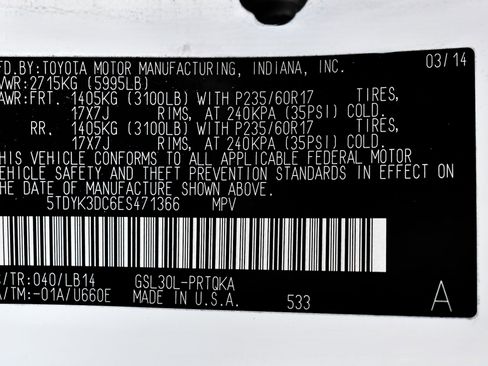 FD.BY:TOYOTA MOTOR MANUFACTURING, INDIANA, INC. 03/14
VWR:2715KG (5995LB)
AWR:FRT. 1405KG (3100LB) WITH P235/60R17 TIRES,
17X7J RIMS, AT 240KPA (35PSI) COLD.
RR. 1405KG (3100LB) WITH P235/60R17 TIRES,
17X7J RIMS, AT 240KPA (35PSI) COLD.
HIS VEHICLE CONFORMS TO ALL APPLICABLE FEDERAL MOTOR
EHICLE SAFETY AND THEFT PREVENTION STANDARDS IN EFFECT ON
THE DATE OF MANUFACTURE SHOWN ABOVE.
5TDYK3DC6ES471366 MPV
C/TR:040/LB14 GSL30L-PRTQKA
A/TM:-01A/U660E MADE IN U.S.A. 533 A